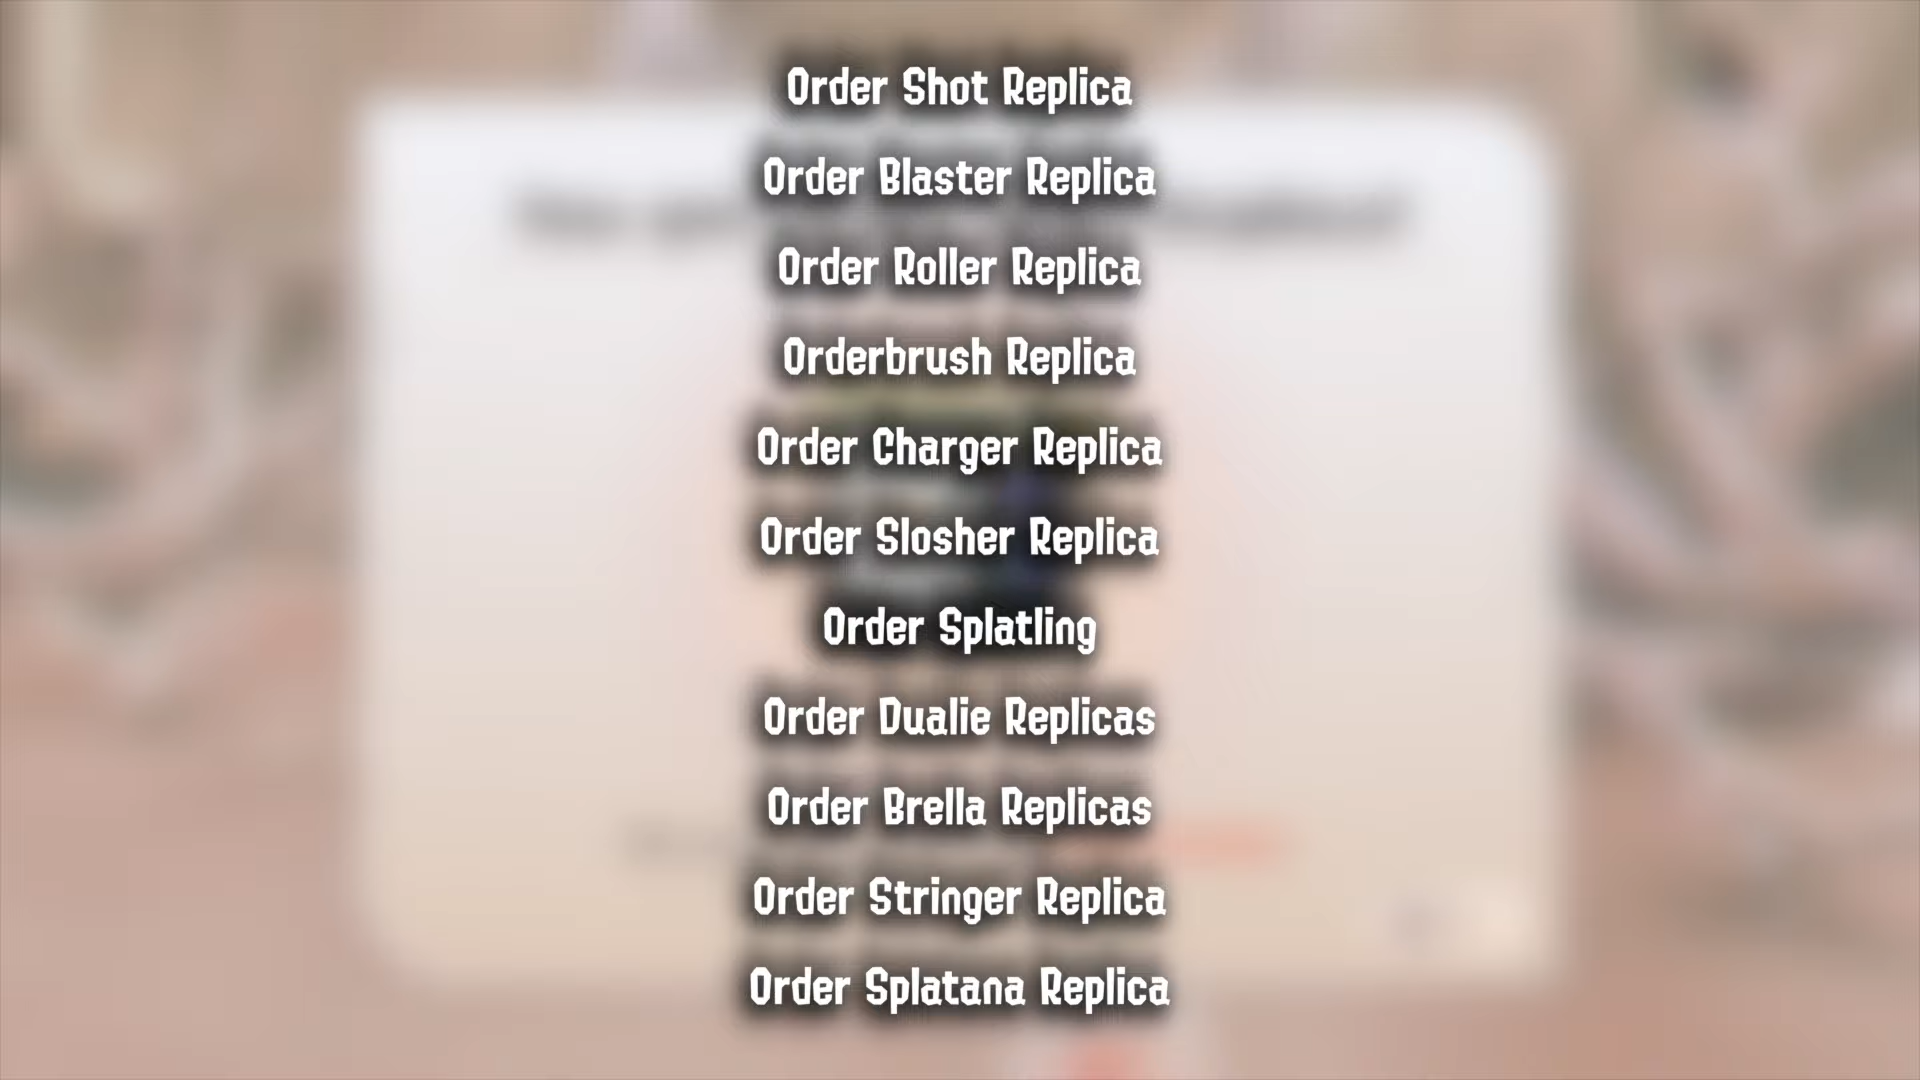 Order Shot Replica
Order Blaster Replica
Order Roller Replica
Orderbrush Replica
Order Charger Replica
Order Slosher Replica
Order Splatling
Order Dualie Replicas
Order Brella Replicas
Order Stringer Replica
Order Splatana Replica